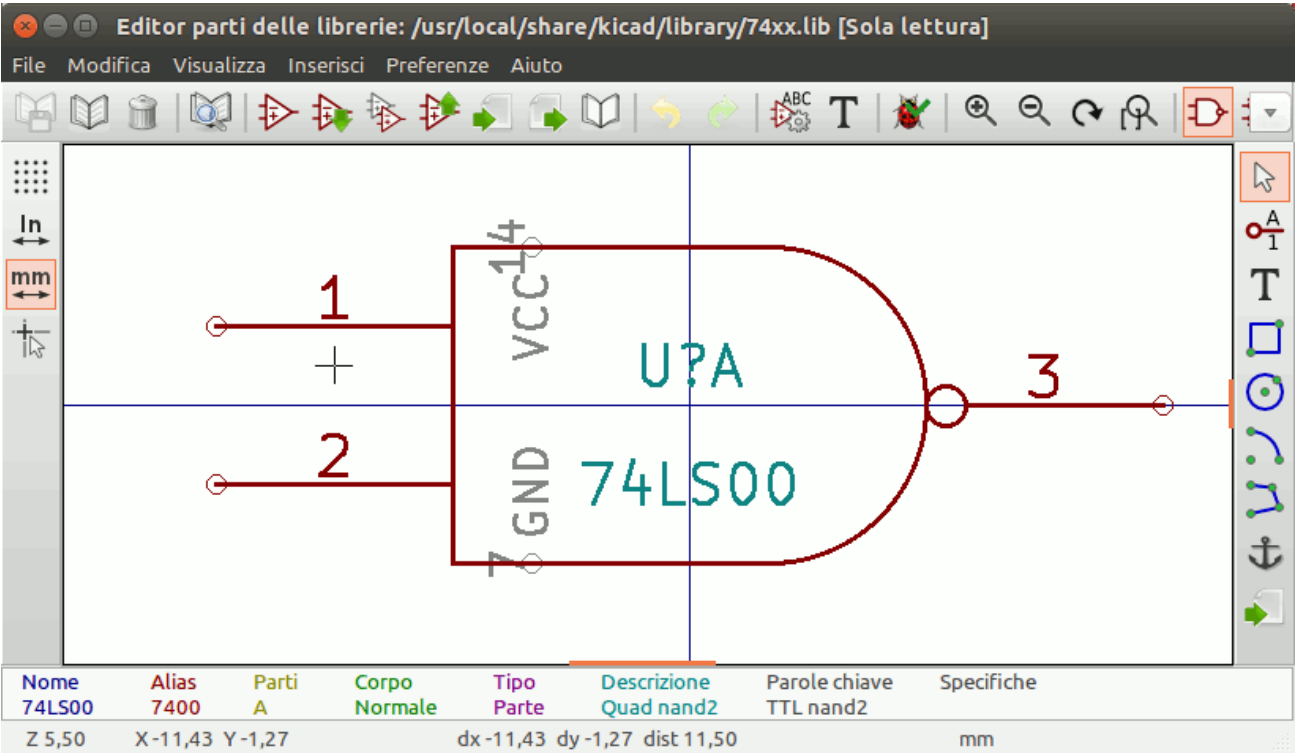 Editor parti delle librerie: /usr/local/share/kicad/library/74xx.lib [Sola lettura]
File Modifica Visualizza Inserisci Preferenze Aiuto
ABC
T
In
mm
A
1
T
14
VCC
1
U?A
3
2
GND
74LS00
7
Nome Alias Parti Corpo Tipo Descrizione Parole chiave Specifiche
74LS00 7400 A Normale Parte Quad nand2 TTL nand2
Z 5,50 X -11,43 Y -1,27 dx -11,43 dy -1,27 dist 11,50 mm